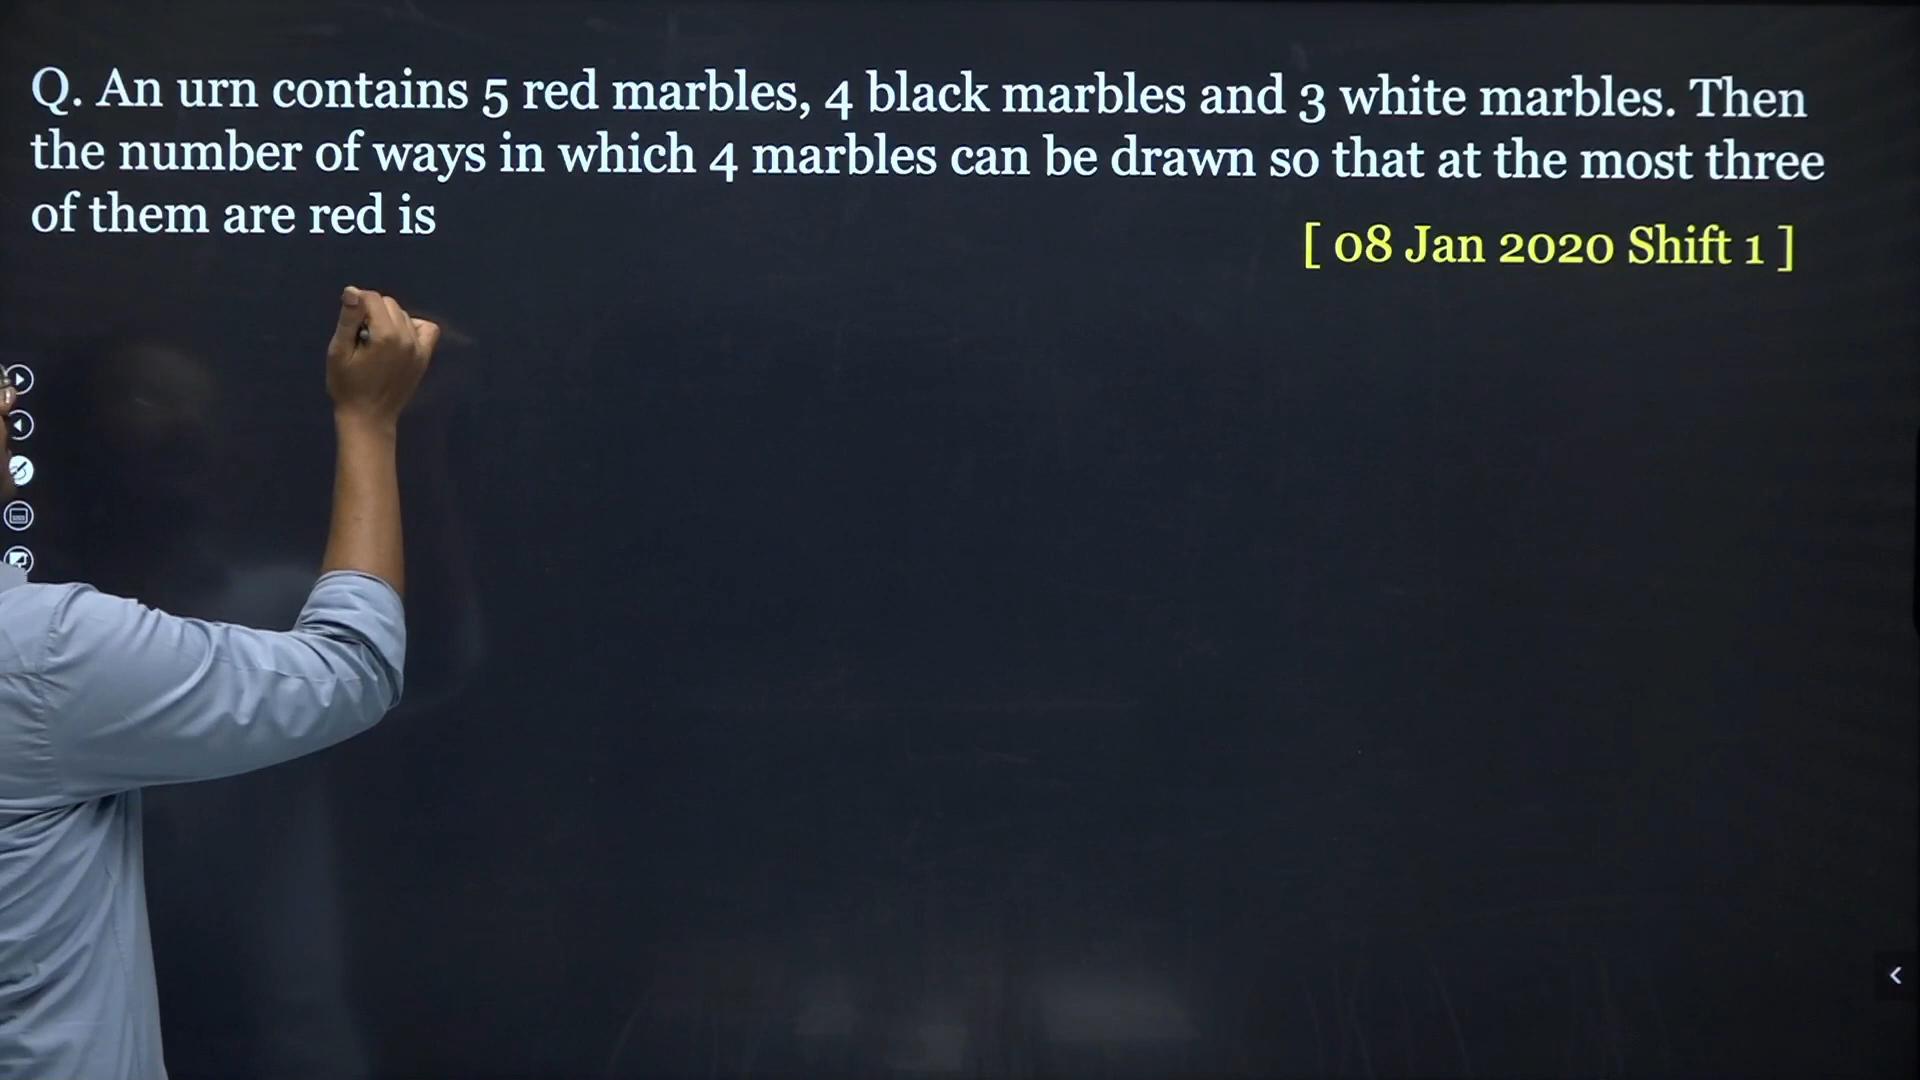 Q. An urn contains 5 red marbles, 4 black marbles and 3 white marbles. Then
the number of ways in which 4 marbles can be drawn so that at the most three
of them are red is
[ 08 Jan 2020 Shift 1 ]